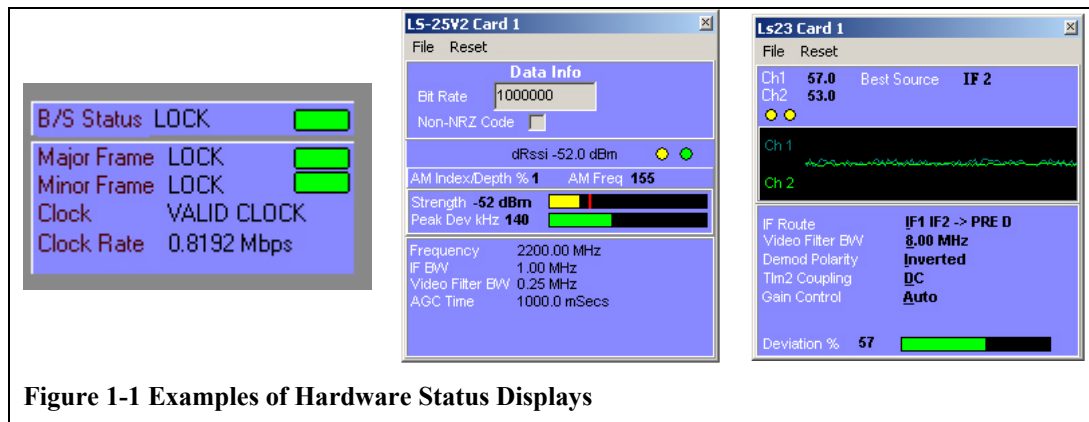 B/S Status LOCK
Major Frame LOCK
Minor Frame LOCK
Clock VALID CLOCK
Clock Rate 0.8192 Mbps
LS-25V2 Card 1
File Reset
Data Info
Bit Rate 1000000
Non-NRZ Code
dRssi -52.0 dBm
AM Index/Depth % 1 AM Freq 155
Strength -52 dBm
Peak Dev kHz 140
Frequency 2200.00 MHz
IF BW 1.00 MHz
Video Filter BW 0.25 MHz
AGC Time 1000.0 mSecs
Ls23 Card 1
File Reset
Ch1 57.0 Best Source IF 2
Ch2 53.0
Ch 1
Ch 2
IF Route IF1 IF2 -> PRE D
Video Filter BW 8.00 MHz
Demod Polarity Inverted
Tlm2 Coupling DC
Gain Control Auto
Deviation % 57
Figure 1-1 Examples of Hardware Status Displays